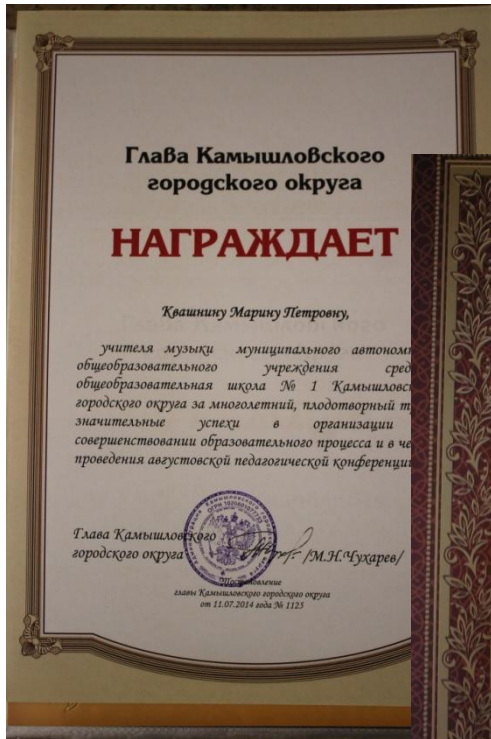 Глава Камышловского
городского округа
НАГРАЖДАЕТ
Квашнину Марину Петровну,
учителя музыки муниципального автоном
общеобразовательного учреждения сред
общеобразовательная школа № 1 Камышловс
городского округа за многолетний, плодотворный т
значительные успехи в организации
совершенствовании образовательного процесса и в че
проведения августовской педагогической конференци
Глава Камышловского
городского округа /М.Н.Чухарев/
Постановление
главы Камышловского городского округа
от 11.07.2014 года № 1125